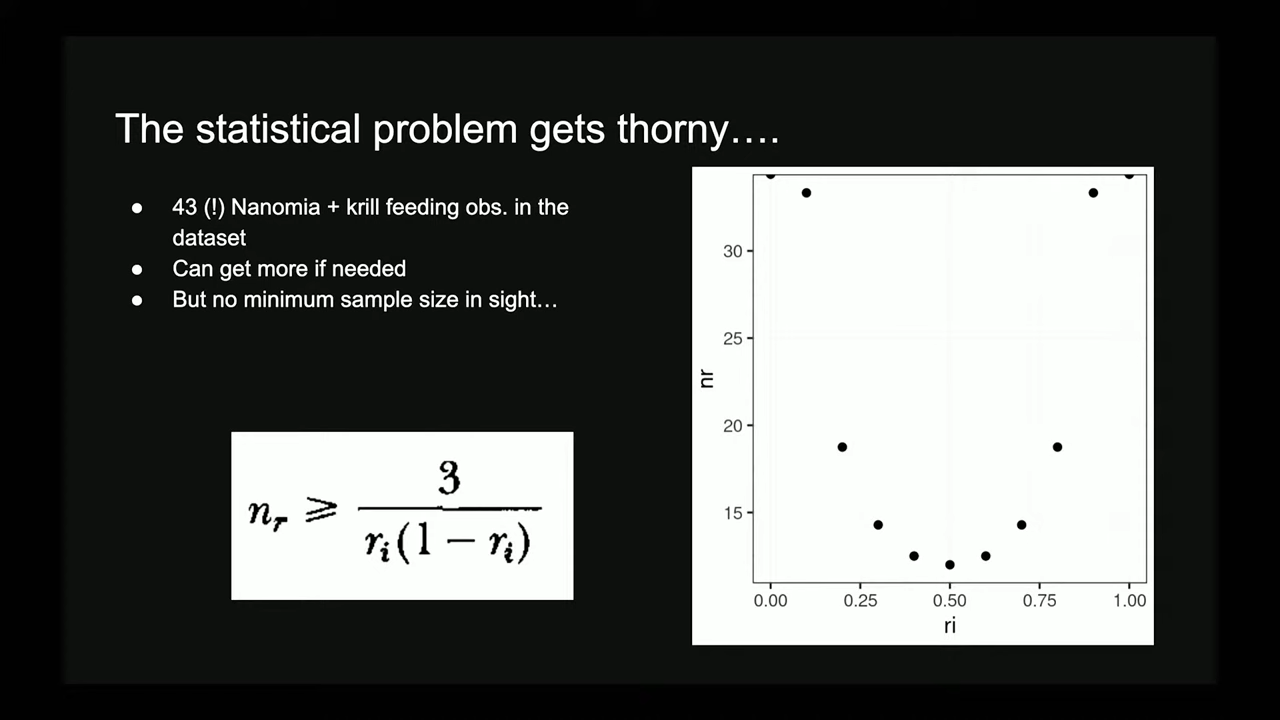 The statistical problem gets thorny….
● 43 (!) Nanomia + krill feeding obs. in the
dataset
● Can get more if needed
● But no minimum sample size in sight…
n_r ⩾ 3 / r_i(1 − r_i)
30
25
20
15
nr
0.00 0.25 0.50 0.75 1.00
ri